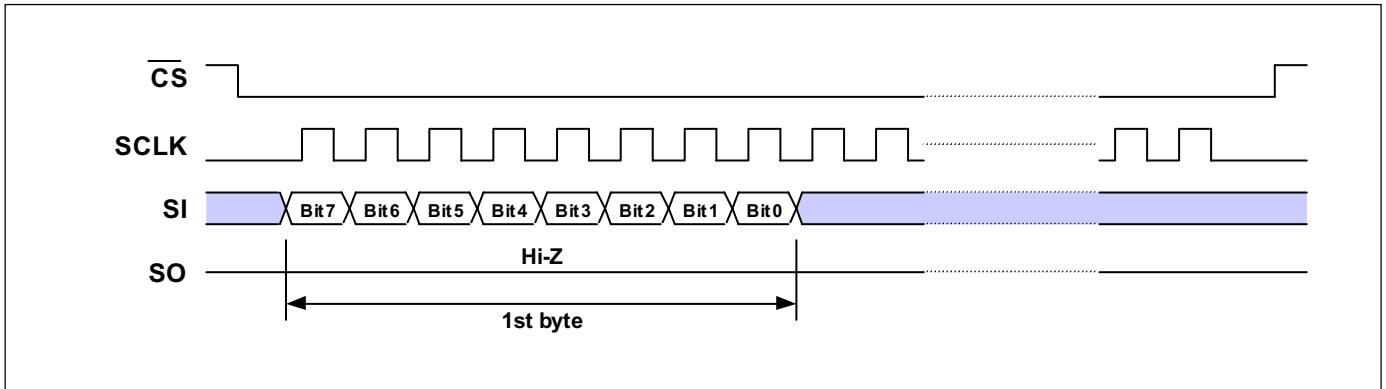 CS
SCLK
SI Bit7 Bit6 Bit5 Bit4 Bit3 Bit2 Bit1 Bit0
Hi-Z
SO
1st byte